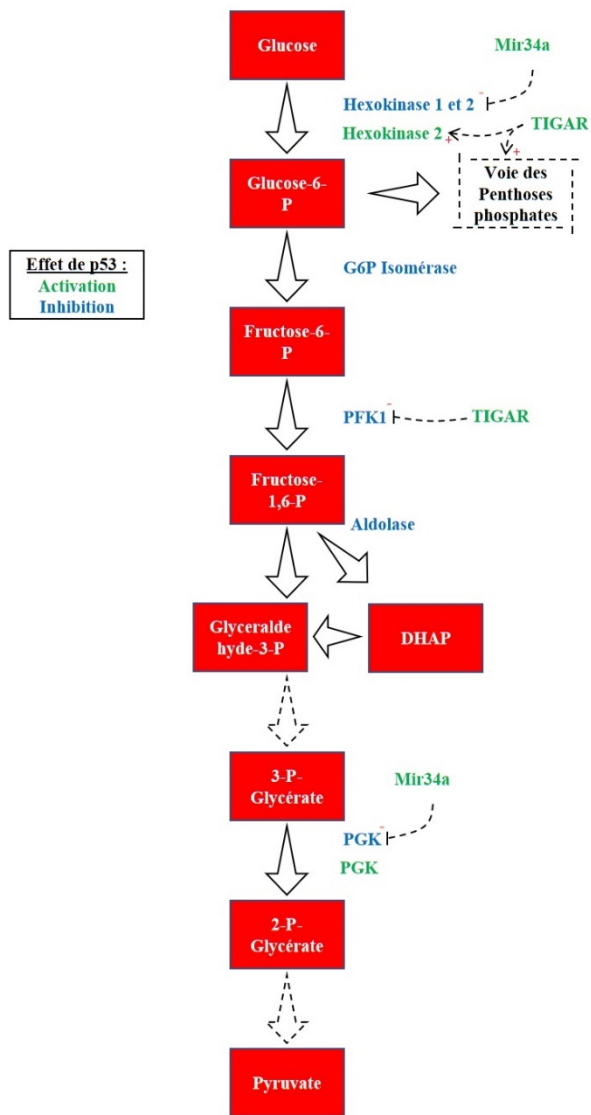 Glucose
Mir34a
Hexokinase 1 et 2
-
Hexokinase 2
+
TIGAR
+
Glucose-6-
P
Voie des
Penthoses
phosphates
Effet de p53 :
Activation
Inhibition
G6P Isomérase
Fructose-6-
P
PFK1
-
TIGAR
Fructose-
1,6-P
Aldolase
Glyceralde
hyde-3-P
DHAP
3-P-
Glycérate
Mir34a
PGK
-
PGK
2-P-
Glycérate
Pyruvate